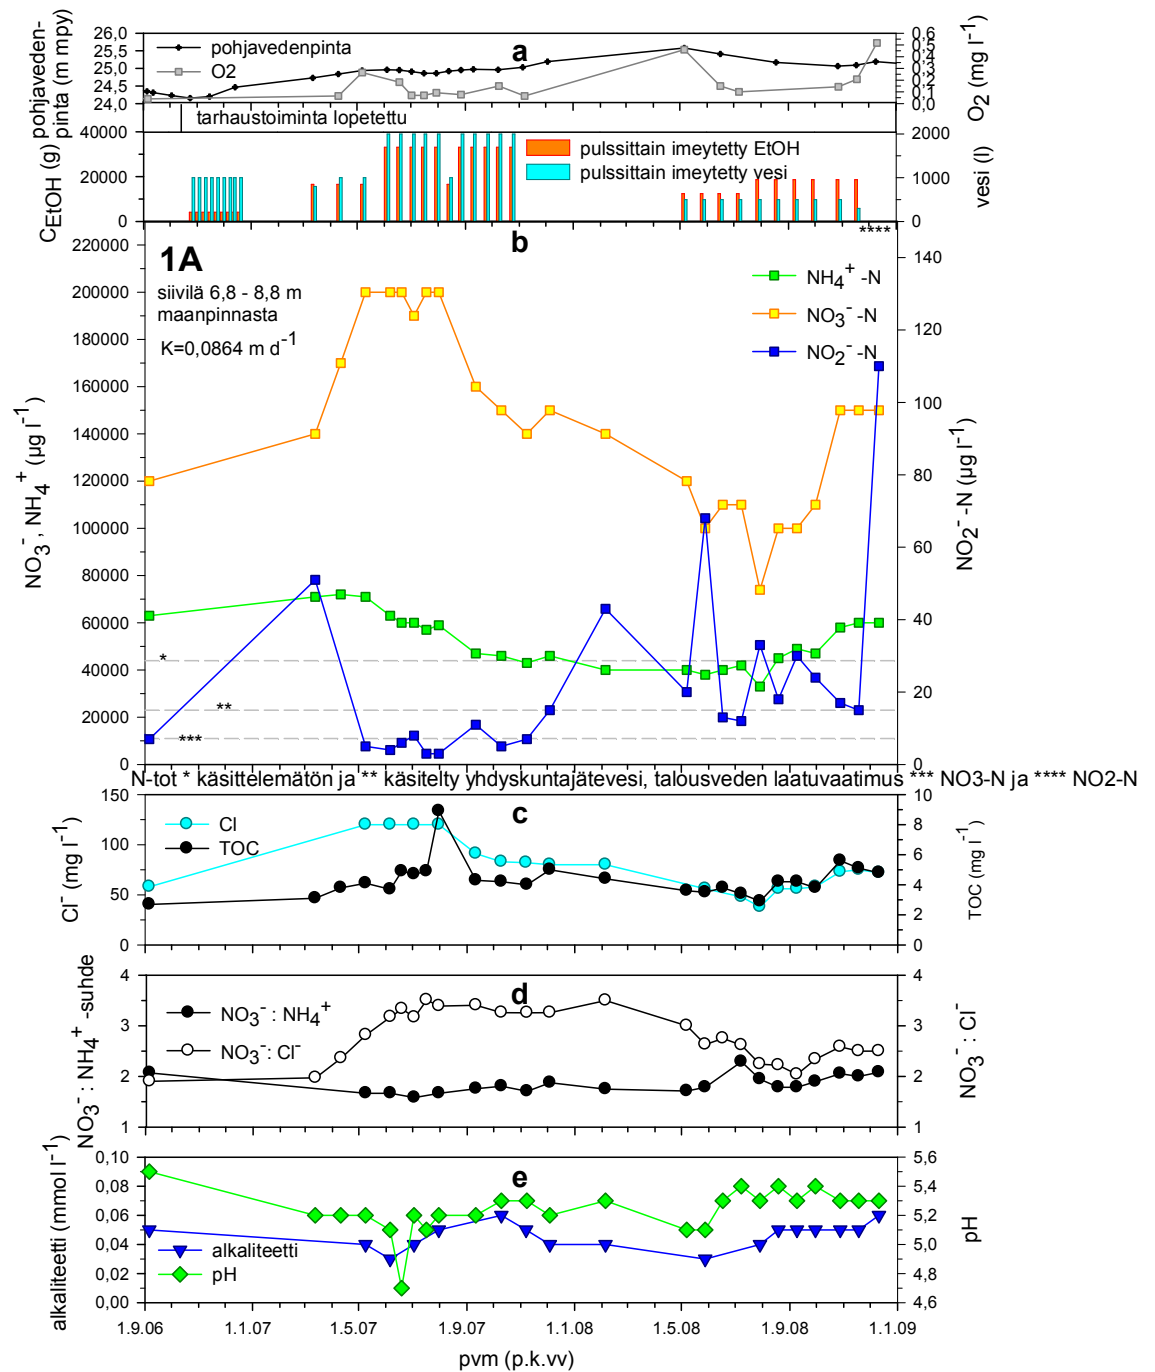 pohjaveden-
pinta (m mpy)
26,0
25,5
25,0
24,5
24,0
pohjavedenpinta
O2
a
0,6
0,5
0,4
0,3
0,2
0,1
0,0
O2 (mg l-1)
tarhaustoiminta lopetettu
CEtOH (g)
40000
20000
0
pulssittain imeytetty EtOH
pulssittain imeytetty vesi
2000
1000
0
vesi (l)
b
****
1A
siivilä 6,8 - 8,8 m
maanpinnasta
K=0,0864 m d-1
NH4+ -N
NO3- -N
NO2- -N
NO3-, NH4+ (µg l-1)
220000
200000
180000
160000
140000
120000
100000
80000
60000
40000
20000
0
*
**
***
140
120
100
80
60
40
20
0
NO2- -N (µg l-1)
N-tot * käsittelemätön ja ** käsitelty yhdyskuntajätevesi, talousveden laatuvaatimus *** NO3-N ja **** NO2-N
Cl- (mg l-1)
150
100
50
0
Cl
TOC
c
10
8
6
4
2
0
TOC (mg l-1)
NO3- : NH4+ -suhde
4
3
2
1
NO3- : NH4+
NO3- : Cl-
d
4
3
2
1
NO3- : Cl-
alkaliteetti (mmol l-1)
0,10
0,08
0,06
0,04
0,02
0,00
alkaliteetti
pH
e
5,6
5,4
5,2
5,0
4,8
4,6
pH
1.9.06 1.1.07 1.5.07 1.9.07 1.1.08 1.5.08 1.9.08 1.1.09
pvm (p.k.vv)